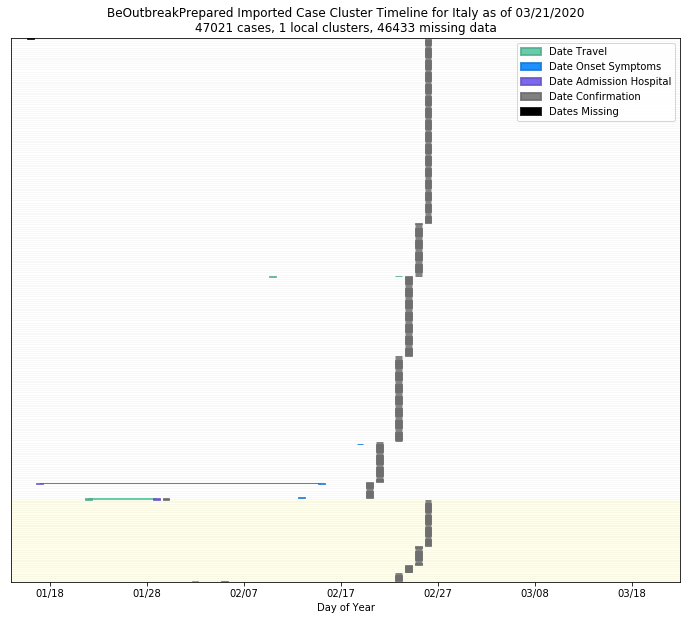 BeOutbreakPrepared Imported Case Cluster Timeline for Italy as of 03/21/2020
47021 cases, 1 local clusters, 46433 missing data
Date Travel
Date Onset Symptoms
Date Admission Hospital
Date Confirmation
Dates Missing
01/18 01/28 02/07 02/17 02/27 03/08 03/18
Day of Year